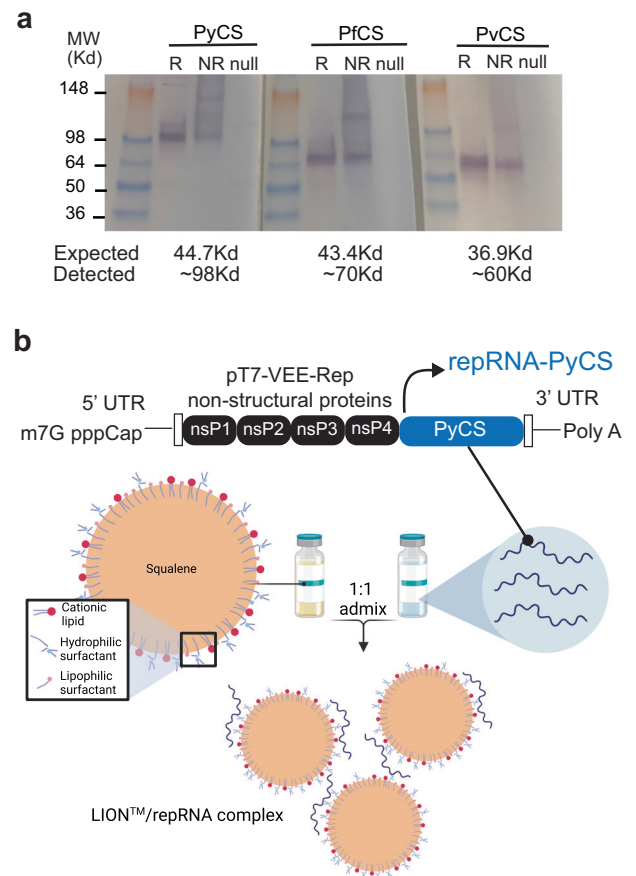 a
MW
(Kd)
PyCS PfCS PvCS
R NR null R NR null R NR null
148
98
64
50
36
Expected 44.7Kd 43.4Kd 36.9Kd
Detected ~98Kd ~70Kd ~60Kd
b
repRNA-PyCS
pT7-VEE-Rep
non-structural proteins
5' UTR 3' UTR
m7G pppCap nsP1 nsP2 nsP3 nsP4 PyCS Poly A
Squalene
1:1
admix
Cationic
lipid
Hydrophilic
surfactant
Lipophilic
surfactant
LION™/repRNA complex